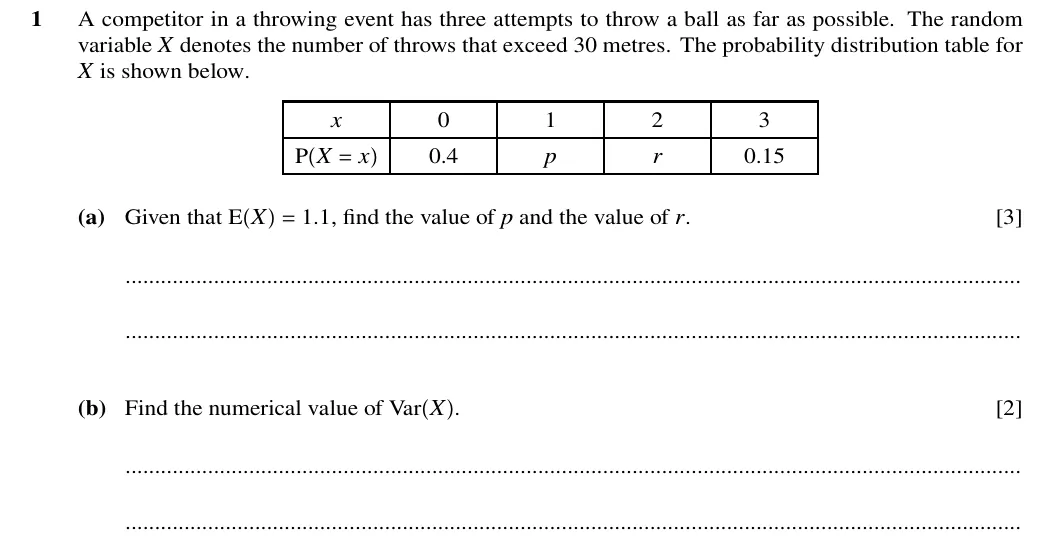 1 A competitor in a throwing event has three attempts to throw a ball as far as possible. The random
variable X denotes the number of throws that exceed 30 metres. The probability distribution table for
X is shown below.
x 0 1 2 3
P(X = x) 0.4 p r 0.15
(a) Given that E(X) = 1.1, find the value of p and the value of r. [3]
(b) Find the numerical value of Var(X). [2]